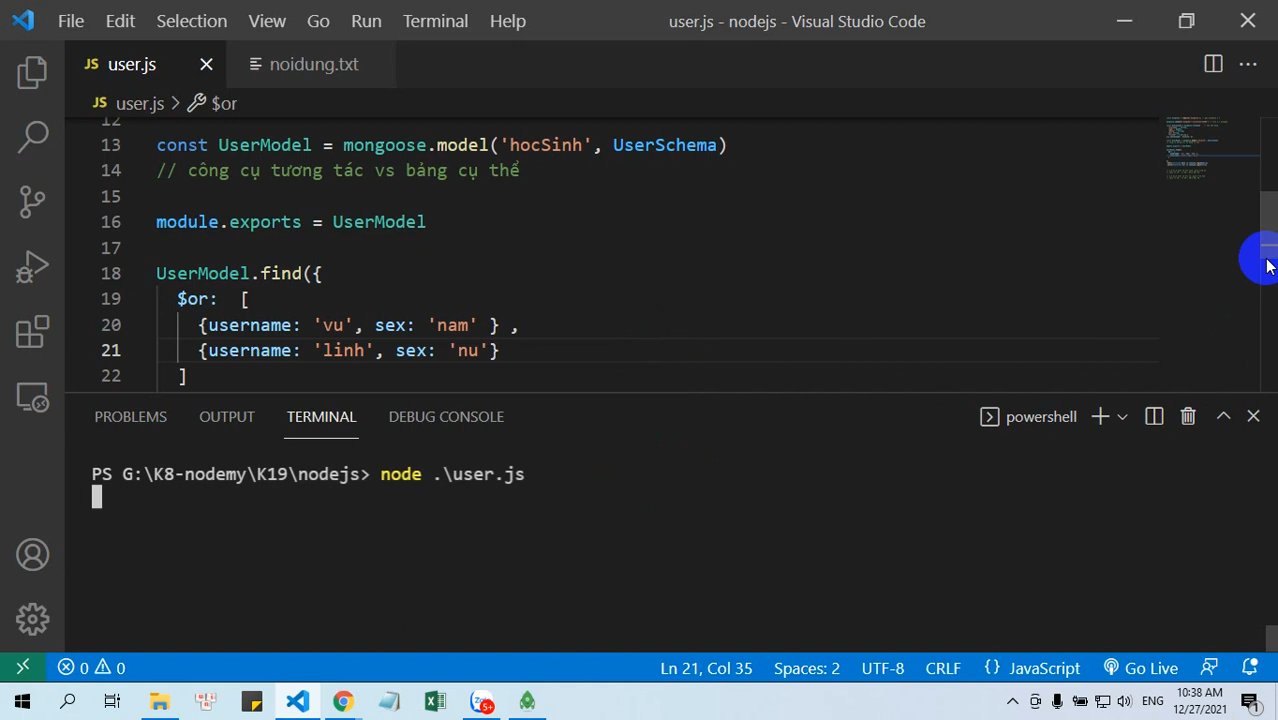 File Edit Selection View Go Run Terminal Help user.js - nodejs - Visual Studio Code
JS user.js noidung.txt
JS user.js > $or
12
13 const UserModel = mongoose.model('hocSinh', UserSchema)
14 // công cụ tương tác vs bảng cụ thể
15
16 module.exports = UserModel
17
18 UserModel.find({
19 $or: [
20 {username: 'vu', sex: 'nam' } ,
21 {username: 'linh', sex: 'nu'}
22 ]
PROBLEMS OUTPUT TERMINAL DEBUG CONSOLE powershell
PS G:\K8-nodemy\K19\nodejs> node .\user.js
0 0 Ln 21, Col 35 Spaces: 2 UTF-8 CRLF {} JavaScript Go Live
Zalo 5+ ENG 10:38 AM
12/27/2021 1